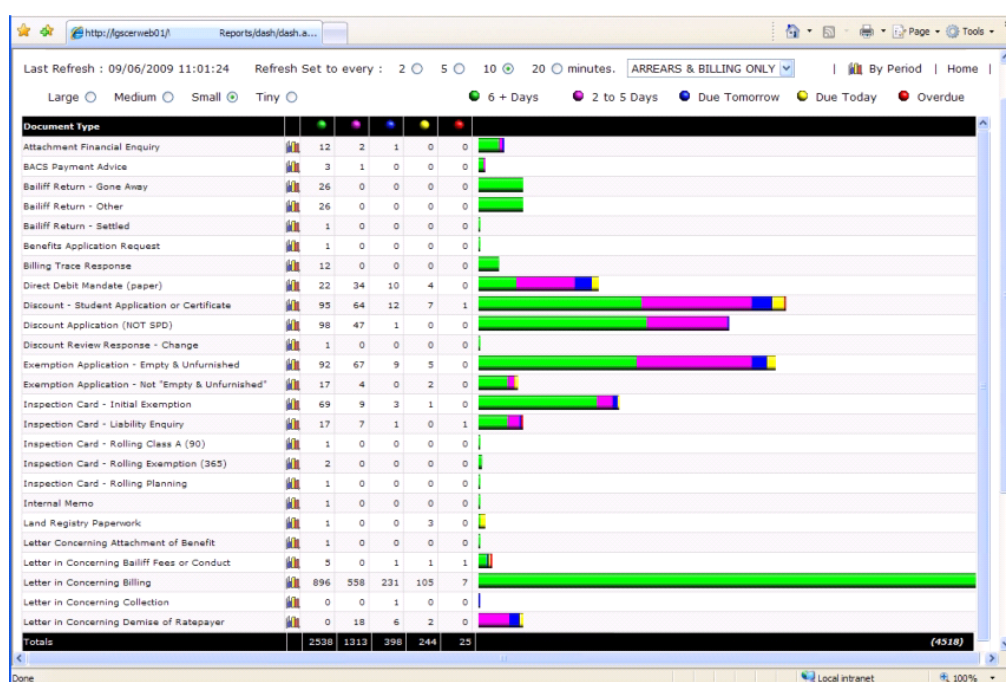 http://lgscerweb01/\ Reports/dash/dash.a...
Page Tools
Last Refresh : 09/06/2009 11:01:24 Refresh Set to every : 2 5 10 20 minutes. ARREARS & BILLING ONLY | By Period | Home |
Large Medium Small Tiny 6 + Days 2 to 5 Days Due Tomorrow Due Today Overdue
Document Type
Attachment Financial Enquiry 12 2 1 0 0
BACS Payment Advice 3 1 0 0 0
Bailiff Return - Gone Away 26 0 0 0 0
Bailiff Return - Other 26 0 0 0 0
Bailiff Return - Settled 1 0 0 0 0
Benefits Application Request 1 0 0 0 0
Billing Trace Response 12 0 0 0 0
Direct Debit Mandate (paper) 22 34 10 4 0
Discount - Student Application or Certificate 95 64 12 7 1
Discount Application (NOT SPD) 98 47 1 0 0
Discount Review Response - Change 1 0 0 0 0
Exemption Application - Empty & Unfurnished 92 67 9 5 0
Exemption Application - Not "Empty & Unfurnished" 17 4 0 2 0
Inspection Card - Initial Exemption 69 9 3 1 0
Inspection Card - Liability Enquiry 17 7 1 0 1
Inspection Card - Rolling Class A (90) 1 0 0 0 0
Inspection Card - Rolling Exemption (365) 2 0 0 0 0
Inspection Card - Rolling Planning 1 0 0 0 0
Internal Memo 1 0 0 0 0
Land Registry Paperwork 1 0 0 3 0
Letter Concerning Attachment of Benefit 1 0 0 0 0
Letter in Concerning Bailiff Fees or Conduct 5 0 1 1 1
Letter in Concerning Billing 896 558 231 105 7
Letter in Concerning Collection 0 0 1 0 0
Letter in Concerning Demise of Ratepayer 0 18 6 2 0
Totals 2538 1313 398 244 25 (4518)
Done Local intranet 100%